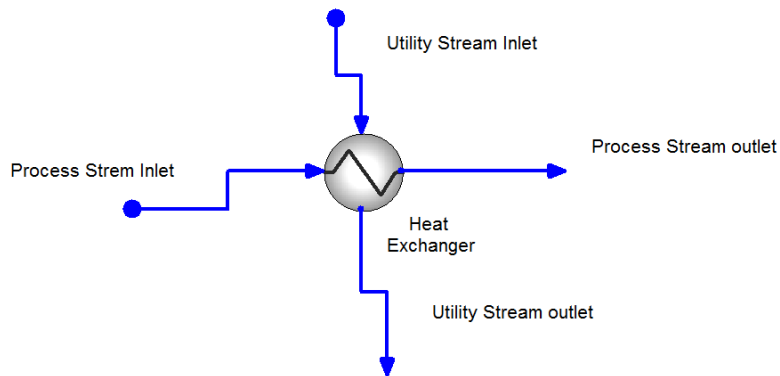 Utility Stream Inlet
Process Stream outlet
Process Strem Inlet
Heat
Exchanger
Utility Stream outlet